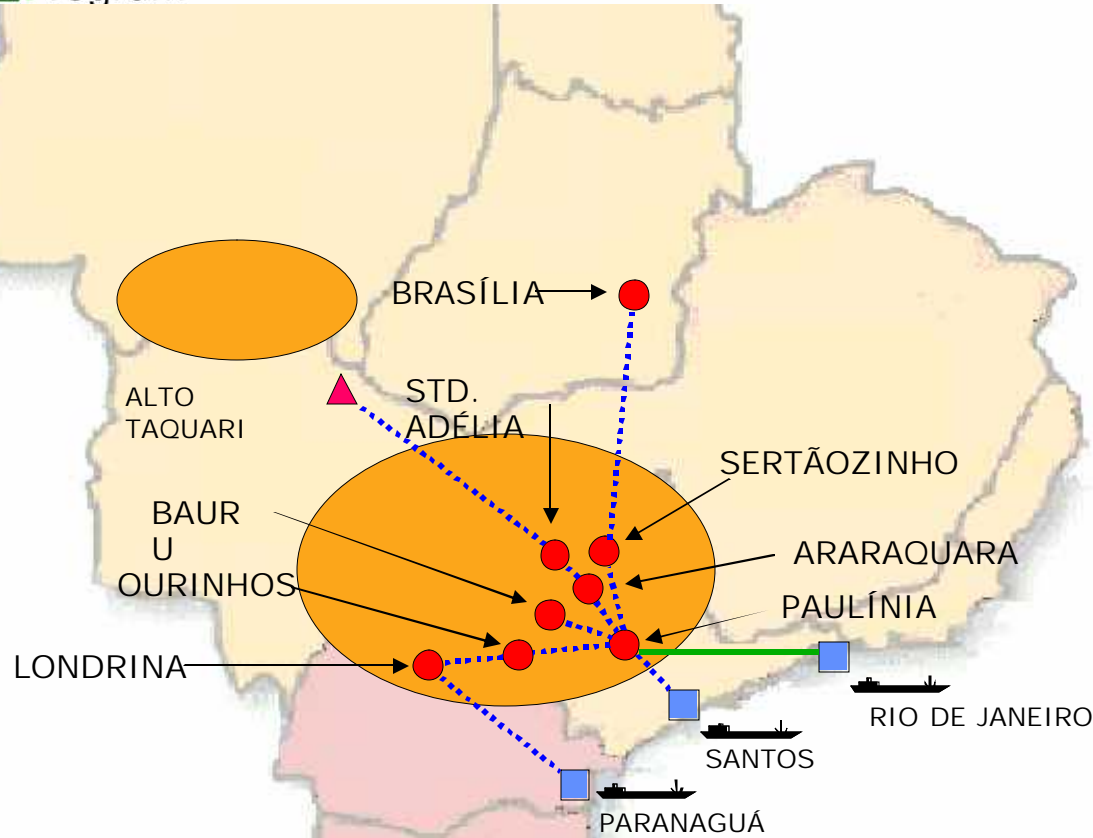 BRASÍLIA
ALTO
TAQUARI
STD.
ADÉLIA
SERTÃOZINHO
BAUR
U
ARARAQUARA
OURINHOS
PAULÍNIA
LONDRINA
RIO DE JANEIRO
SANTOS
PARANAGUÁ